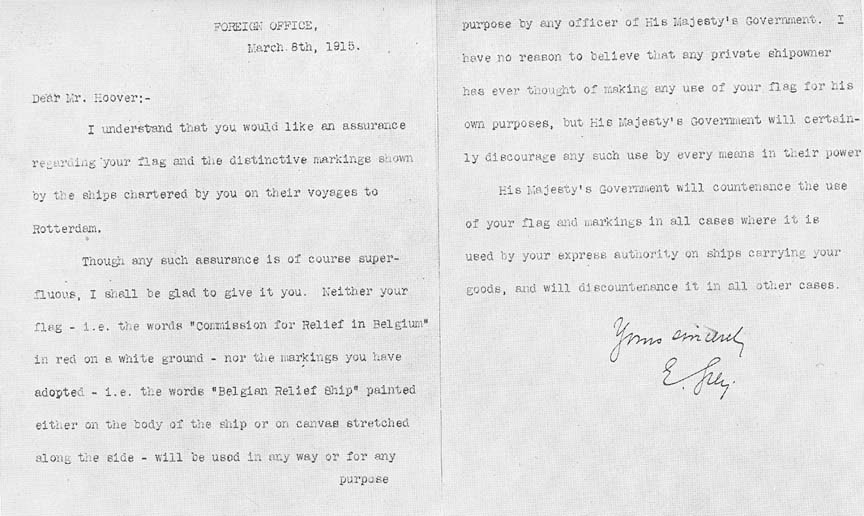 FOREIGN OFFICE,
March 8th, 1915.
Dear Mr. Hoover:-
I understand that you would like an assurance
regarding your flag and the distinctive markings shown
by the ships chartered by you on their voyages to
Rotterdam.
Though any such assurance is of course super-
fluous, I shall be glad to give it you. Neither your
flag - i.e. the words "Commission for Relief in Belgium"
in red on a white ground - nor the markings you have
adopted - i.e. the words "Belgian Relief Ship" painted
either on the body of the ship or on canvas stretched
along the side - will be used in any way or for any
purpose
purpose by any officer of His Majesty's Government. I
have no reason to believe that any private shipowner
has ever thought of making any use of your flag for his
own purposes, but His Majesty's Government will certain-
ly discourage any such use by every means in their power
His Majesty's Government will countenance the use
of your flag and markings in all cases where it is
used by your express authority on ships carrying your
goods, and will discountenance it in all other cases.
Yours sincerely
E. Grey.